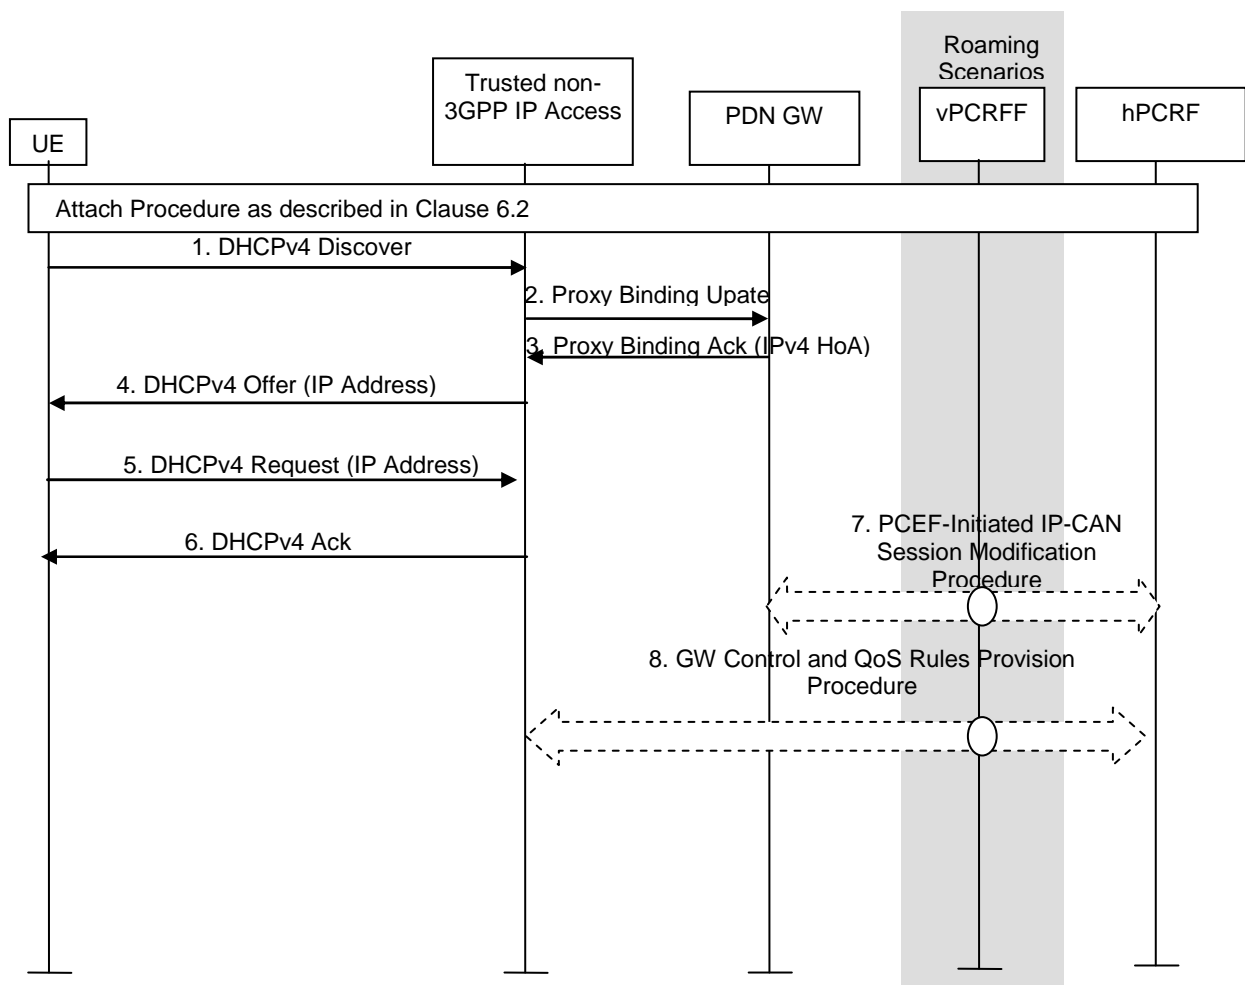 Roaming
Scenarios
UE
Trusted non-
3GPP IP Access
PDN GW
vPCRFF
hPCRF
Attach Procedure as described in Clause 6.2
1. DHCPv4 Discover
2. Proxy Binding Upate
3. Proxy Binding Ack (IPv4 HoA)
4. DHCPv4 Offer (IP Address)
5. DHCPv4 Request (IP Address)
6. DHCPv4 Ack
7. PCEF-Initiated IP-CAN
Session Modification
Procedure
8. GW Control and QoS Rules Provision
Procedure